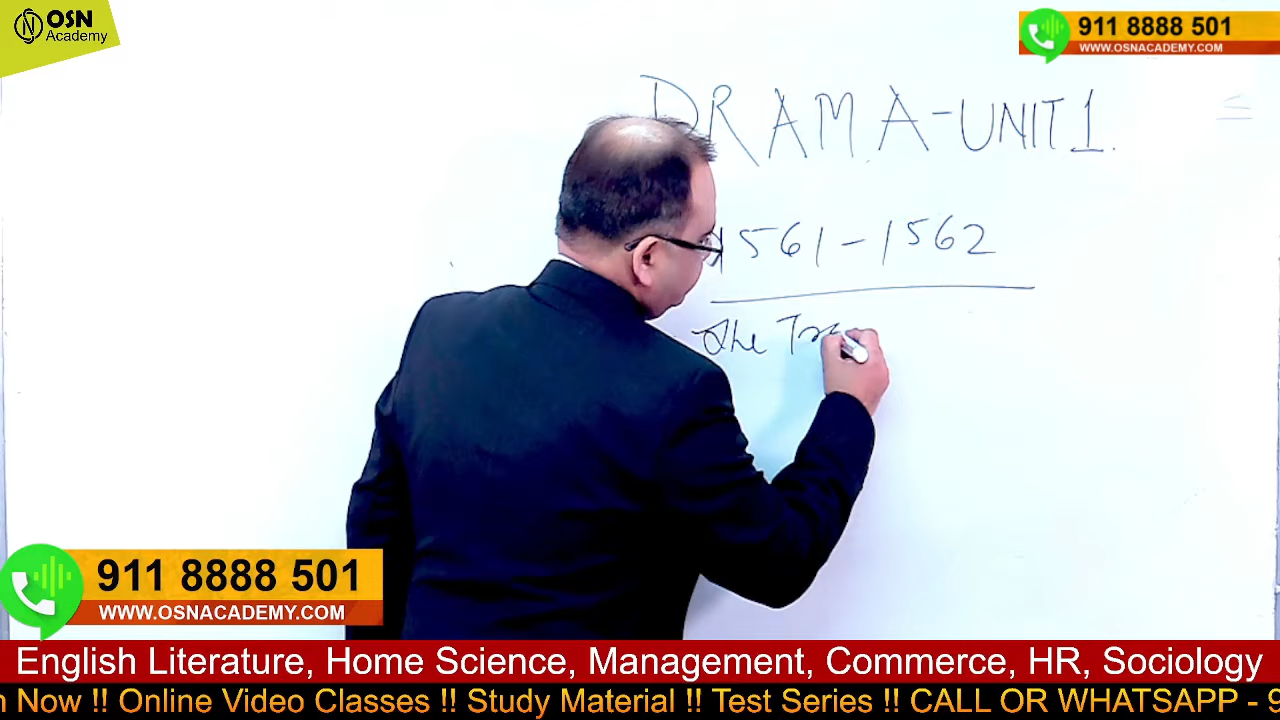 OSN
Academy
911 8888 501
WWW.OSNACADEMY.COM
DRAMA-UNIT 1.
1561-1562
The
911 8888 501
WWW.OSNACADEMY.COM
English Literature, Home Science, Management, Commerce, HR, Sociology
Now !! Online Video Classes !! Study Material !! Test Series !! CALL OR WHATSAPP - 9